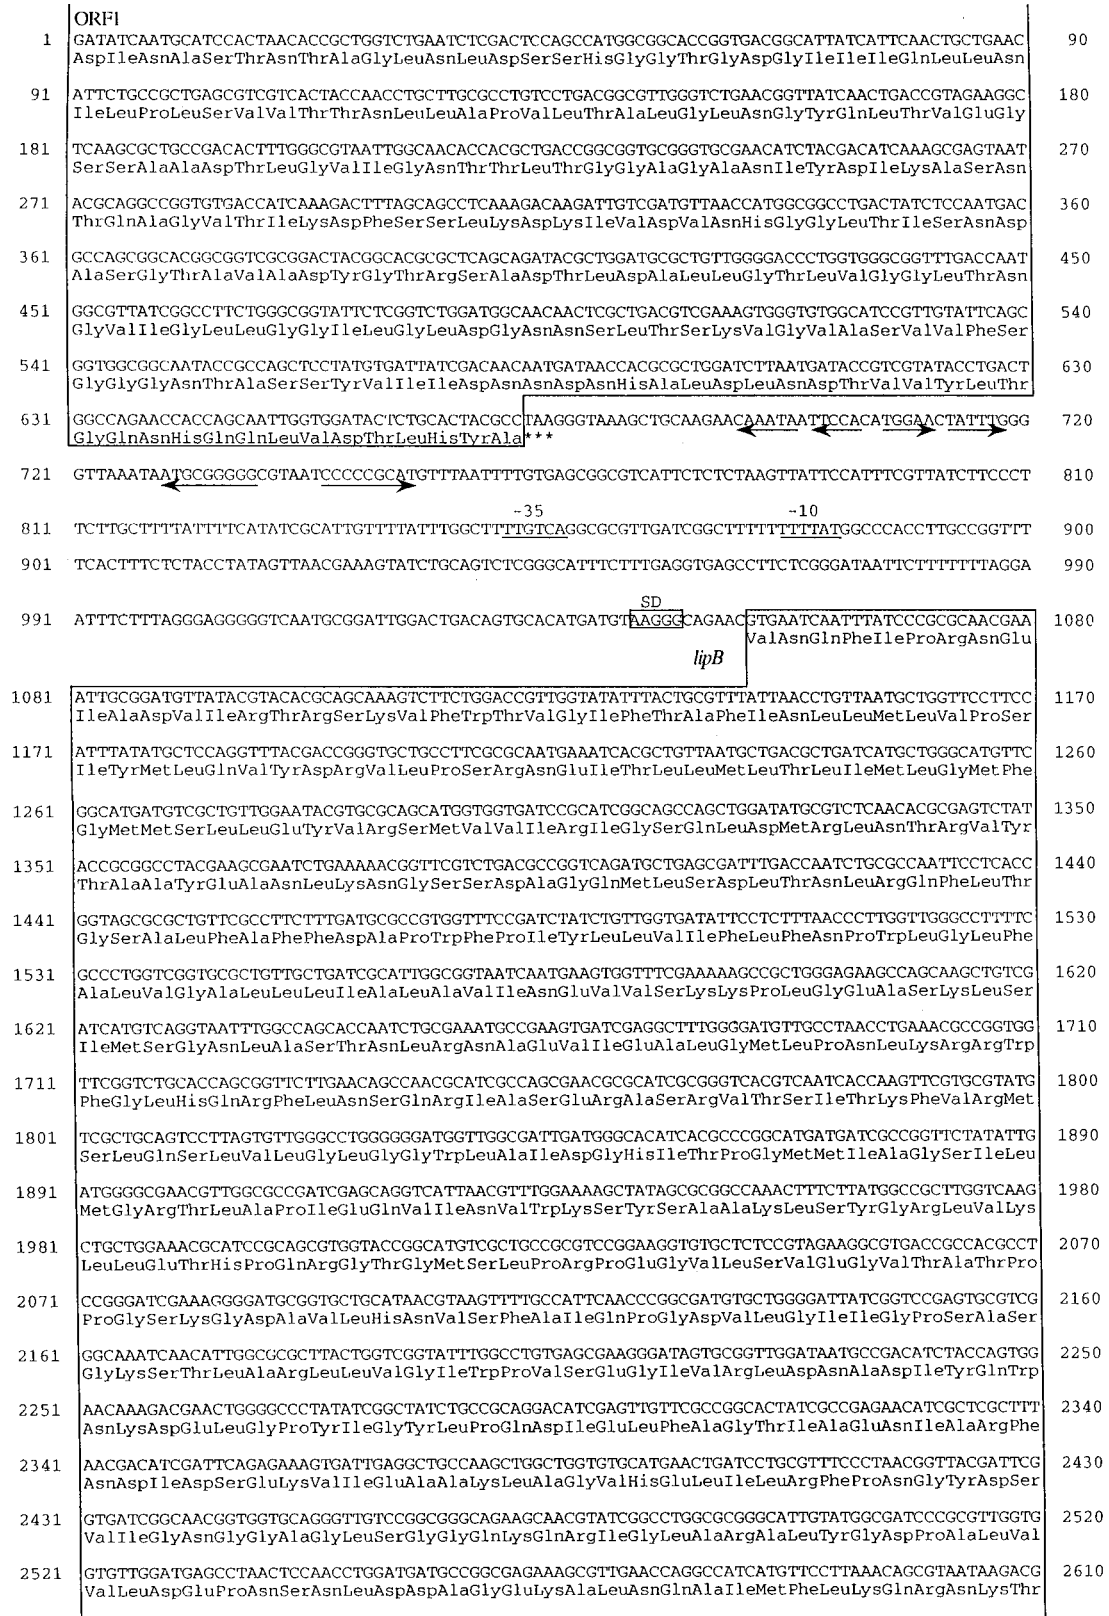 ORF1
1 GATATCAATGCATCCACTAACACCGCTGGTCTGAATCTCGACTCCAGCCATGGCGGCACCGGTGACGGCATTATCATTCAACTGCTGAAC 90
AspIleAsnAlaSerThrAsnThrAlaGlyLeuAsnLeuAspSerSerHisGlyGlyThrGlyAspGlyIleIleIleGlnLeuLeuAsn
91 ATTCTGCCGCTGAGCGTCGTCACTACCAACCTGCTTGCGCCTGTCCTGACGGCGTTGGGTCTGAACGGTTATCAACTGACCGTAGAAGGC 180
IleLeuProLeuSerValValThrThrAsnLeuLeuAlaProValLeuThrAlaLeuGlyLeuAsnGlyTyrGlnLeuThrValGluGly
181 TCAAGCGCTGCCGACACTTTGGGCGTAATTGGCAACACCACGCTGACCGGCGGTGCGGGTGCGAACATCTACGACATCAAAGCGAGTAAT 270
SerSerAlaAlaAspThrLeuGlyValIleGlyAsnThrThrLeuThrGlyGlyAlaGlyAlaAsnIleTyrAspIleLysAlaSerAsn
271 ACGCAGGCCGGTGTGACCATCAAAGACTTTAGCAGCCTCAAAGACAAGATTGTCGATGTTAACCATGGCGGCCTGACTATCTCCAATGAC 360
ThrGlnAlaGlyValThrIleLysAspPheSerSerLeuLysAspLysIleValAspValAsnHisGlyGlyLeuThrIleSerAsnAsp
361 GCCAGCGGCACGGCGGTCGCGGACTACGGCACGCGCTCAGCAGATACGCTGGATGCGCTGTTGGGGACCCTGGTGGGCGGTTTGACCAAT 450
AlaSerGlyThrAlaValAlaAspTyrGlyThrArgSerAlaAspThrLeuAspAlaLeuLeuGlyThrLeuValGlyGlyLeuThrAsn
451 GGCGTTATCGGCCTTCTGGGCGGTATTCTCGGTCTGGATGGCAACAACTCGCTGACGTCGAAAGTGGGTGTGGCATCCGTTGTATTCAGC 540
GlyValIleGlyLeuLeuGlyGlyIleLeuGlyLeuAspGlyAsnAsnSerLeuThrSerLysValGlyValAlaSerValValPheSer
541 GGTGGCGGCAATACCGCCAGCTCCTATGTGATTATCGACAACAATGATAACCACGCGCTGGATCTTAATGATACCGTCGTATACCTGACT 630
GlyGlyGlyAsnThrAlaSerSerTyrValIleIleAspAsnAsnAspAsnHisAlaLeuAspLeuAsnAspThrValValTyrLeuThr
631 GGCCAGAACCACCAGCAATTGGTGGATACTCTGCACTACGCCTAAGGGTAAAGCTGCAAGAACAAATAATTCCACATGGAACTATTTGGG 720
GlyGlnAsnHisGlnGlnLeuValAspThrLeuHisTyrAla***
721 GTTAAATAATGCGGGGGCGTAATCCCCCGCATGTTTAATTTTGTGAGCGGCGTCATTCTCTCTAAGTTATTCCATTTCGTTATCTTCCCT 810
-35 -10
811 TCTTGCTTTTATTTTCATATCGCATTGTTTTATTTGGCTTTTTGTCAGGCGCGTTGATCGGCTTTTTTTTTTATGGCCCACCTTGCCGGTTT 900
901 TCACTTTCTCTACCTATAGTTAACGAAAGTATCTGCAGTCTCGGGCATTTCTTTGAGGTGAGCCTTCTCGGGATAATTCTTTTTTTAGGA 990
SD
991 ATTTCTTTAGGGAGGGGGTCAATGCGGATTGGACTGACAGTGCACATGATGTAAGGGCAGAACGTGAATCAATTTATCCCGCGCAACGAA 1080
ValAsnGlnPheIleProArgAsnGlu
lipB
1081 ATTGCGGATGTTATACGTACACGCAGCAAAGTCTTCTGGACCGTTGGTATATTTACTGCGTTTATTAACCTGTTAATGCTGGTTCCTTCC 1170
IleAlaAspValIleArgThrArgSerLysValPheTrpThrValGlyIlePheThrAlaPheIleAsnLeuLeuMetLeuValProSer
1171 ATTTATATGCTCCAGGTTTACGACCGGGTGCTGCCTTCGCGCAATGAAATCACGCTGTTAATGCTGACGCTGATCATGCTGGGCATGTTC 1260
IleTyrMetLeuGlnValTyrAspArgValLeuProSerArgAsnGluIleThrLeuLeuMetLeuThrLeuIleMetLeuGlyMetPhe
1261 GGCATGATGTCGCTGTTGGAATACGTGCGCAGCATGGTGGTGATCCGCATCGGCAGCCAGCTGGATATGCGTCTCAACACGCGAGTCTAT 1350
GlyMetMetSerLeuLeuGluTyrValArgSerMetValValIleArgIleGlySerGlnLeuAspMetArgLeuAsnThrArgValTyr
1351 ACCGCGGCCTACGAAGCGAATCTGAAAAACGGTTCGTCTGACGCCGGTCAGATGCTGAGCGATTTGACCAATCTGCGCCAATTCCTCACC 1440
ThrAlaAlaTyrGluAlaAsnLeuLysAsnGlySerSerAspAlaGlyGlnMetLeuSerAspLeuThrAsnLeuArgGlnPheLeuThr
1441 GGTAGCGCGCTGTTCGCCTTCTTTGATGCGCCGTGGTTTCCGATCTATCTGTTGGTGATATTCCTCTTTAACCCTTGGTTGGGCCTTTTC 1530
GlySerAlaLeuPheAlaPhePheAspAlaProTrpPheProIleTyrLeuLeuValIlePheLeuPheAsnProTrpLeuGlyLeuPhe
1531 GCCCTGGTCGGTGCGCTGTTGCTGATCGCATTGGCGGTAATCAATGAAGTGGTTTCGAAAAAGCCGCTGGGAGAAGCCAGCAAGCTGTCG 1620
AlaLeuValGlyAlaLeuLeuLeuIleAlaLeuAlaValIleAsnGluValValSerLysLysProLeuGlyGluAlaSerLysLeuSer
1621 ATCATGTCAGGTAATTTGGCCAGCACCAATCTGCGAAATGCCGAAGTGATCGAGGCTTTGGGGATGTTGCCTAACCTGAAACGCCGGTGG 1710
IleMetSerGlyAsnLeuAlaSerThrAsnLeuArgAsnAlaGluValIleGluAlaLeuGlyMetLeuProAsnLeuLysArgArgTrp
1711 TTCGGTCTGCACCAGCGGTTCTTGAACAGCCAACGCATCGCCAGCGAACGCGCATCGCGGGTCACGTCAATCACCAAGTTCGTGCGTATG 1800
PheGlyLeuHisGlnArgPheLeuAsnSerGlnArgIleAlaSerGluArgAlaSerArgValThrSerIleThrLysPheValArgMet
1801 TCGCTGCAGTCCTTAGTGTTGGGCCTGGGGGGATGGTTGGCGATTGATGGGCACATCACGCCCGGCATGATGATCGCCGGTTCTATATTG 1890
SerLeuGlnSerLeuValLeuGlyLeuGlyGlyTrpLeuAlaIleAspGlyHisIleThrProGlyMetMetIleAlaGlySerIleLeu
1891 ATGGGGCGAACGTTGGCGCCGATCGAGCAGGTCATTAACGTTTGGAAAAGCTATAGCGCGGCCAAACTTTCTTATGGCCGCTTGGTCAAG 1980
MetGlyArgThrLeuAlaProIleGluGlnValIleAsnValTrpLysSerTyrSerAlaAlaLysLeuSerTyrGlyArgLeuValLys
1981 CTGCTGGAAACGCATCCGCAGCGTGGTACCGGCATGTCGCTGCCGCGTCCGGAAGGTGTGCTCTCCGTAGAAGGCGTGACCGCCACGCCT 2070
LeuLeuGluThrHisProGlnArgGlyThrGlyMetSerLeuProArgProGluGlyValLeuSerValGluGlyValThrAlaThrPro
2071 CCGGGATCGAAAGGGGATGCGGTGCTGCATAACGTAAGTTTTGCCATTCAACCCGGCGATGTGCTGGGGATTATCGGTCCGAGTGCGTCG 2160
ProGlySerLysGlyAspAlaValLeuHisAsnValSerPheAlaIleGlnProGlyAspValLeuGlyIleIleGlyProSerAlaSer
2161 GGCAAATCAACATTGGCGCGCTTACTGGTCGGTATTTGGCCTGTGAGCGAAGGGATAGTGCGGTTGGATAATGCCGACATCTACCAGTGG 2250
GlyLysSerThrLeuAlaArgLeuLeuValGlyIleTrpProValSerGluGlyIleValArgLeuAspAsnAlaAspIleTyrGlnTrp
2251 AACAAAGACGAACTGGGGCCCTATATCGGCTATCTGCCGCAGGACATCGAGTTGTTCGCCGGCACTATCGCCGAGAACATCGCTCGCTTT 2340
AsnLysAspGluLeuGlyProTyrIleGlyTyrLeuProGlnAspIleGluLeuPheAlaGlyThrIleAlaGluAsnIleAlaArgPhe
2341 AACGACATCGATTCAGAGAAAGTGATTGAGGCTGCCAAGCTGGCTGGTGTGCATGAACTGATCCTGCGTTTCCCTAACGGTTACGATTCG 2430
AsnAspIleAspSerGluLysValIleGluAlaAlaLysLeuAlaGlyValHisGluLeuIleLeuArgPheProAsnGlyTyrAspSer
2431 GTGATCGGCAACGGTGGTGCAGGGTTGTCCGGCGGGCAGAAGCAACGTATCGGCCTGGCGCGGGCATTGTATGGCGATCCCGCGTTGGTG 2520
ValIleGlyAsnGlyGlyAlaGlyLeuSerGlyGlyGlnLysGlnArgIleGlyLeuAlaArgAlaLeuTyrGlyAspProAlaLeuVal
2521 GTGTTGGATGAGCCTAACTCCAACCTGGATGATGCCGGCGAGAAAGCGTTGAACCAGGCCATCATGTTCCTTAAACAGCGTAATAAGACG 2610
ValLeuAspGluProAsnSerAsnLeuAspAspAlaGlyGluLysAlaLeuAsnGlnAlaIleMetPheLeuLysGlnArgAsnLysThr